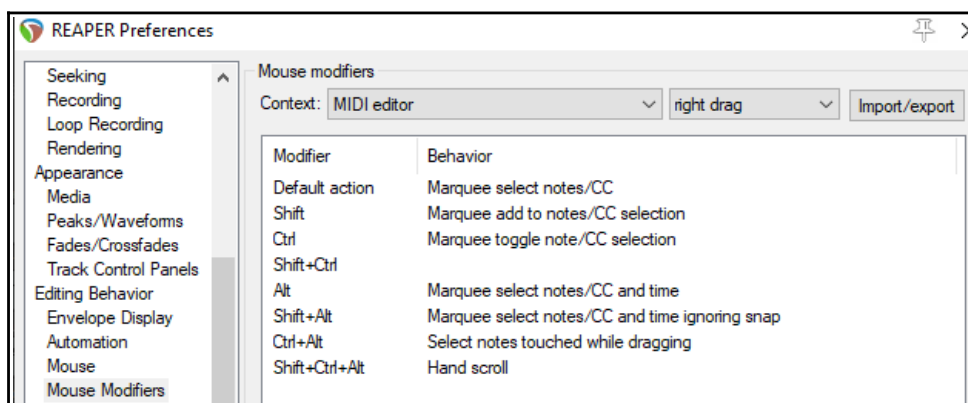 REAPER Preferences
Seeking
Recording
Loop Recording
Rendering
Appearance
Media
Peaks/Waveforms
Fades/Crossfades
Track Control Panels
Editing Behavior
Envelope Display
Automation
Mouse
Mouse Modifiers
Mouse modifiers
Context: MIDI editor right drag Import/export
Modifier Behavior
Default action Marquee select notes/CC
Shift Marquee add to notes/CC selection
Ctrl Marquee toggle note/CC selection
Shift+Ctrl
Alt Marquee select notes/CC and time
Shift+Alt Marquee select notes/CC and time ignoring snap
Ctrl+Alt Select notes touched while dragging
Shift+Ctrl+Alt Hand scroll